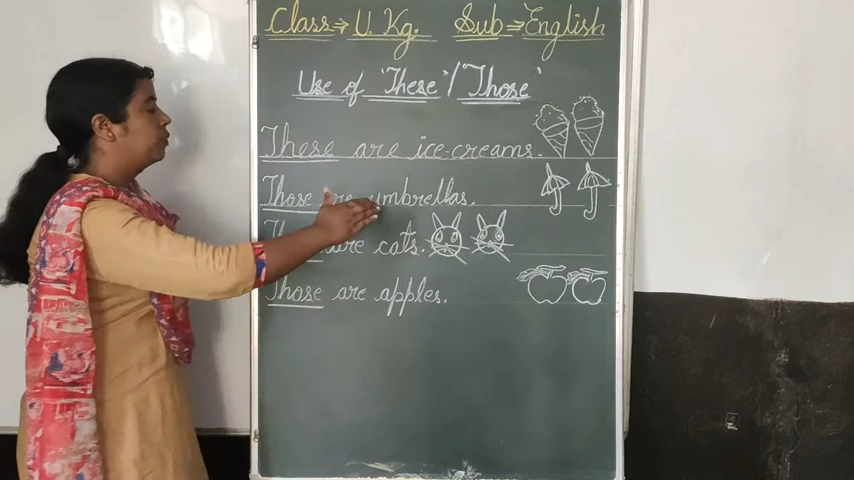 Class → U. Kg. Sub ⇒ English
Use of 'These' / 'Those'
These are ice-creams.
Those are umbrellas.
are cats.
Those are apples.